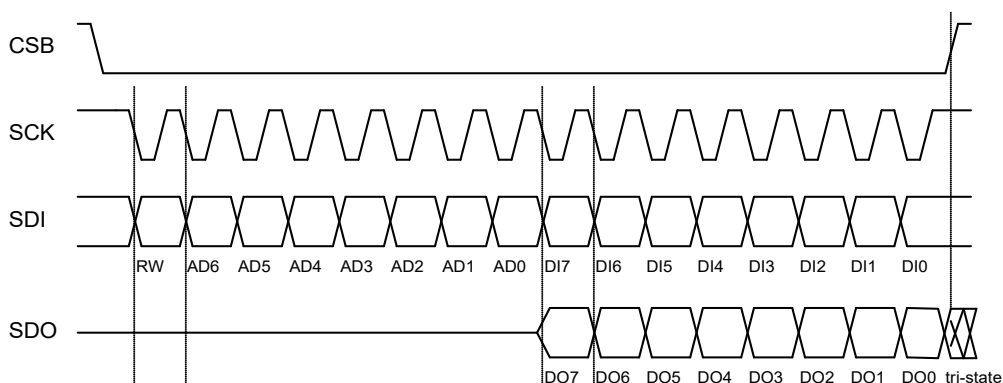 CSB
SCK
SDI
RW AD6 AD5 AD4 AD3 AD2 AD1 AD0 DI7 DI6 DI5 DI4 DI3 DI2 DI1 DI0
SDO
DO7 DO6 DO5 DO4 DO3 DO2 DO1 DO0 tri-state